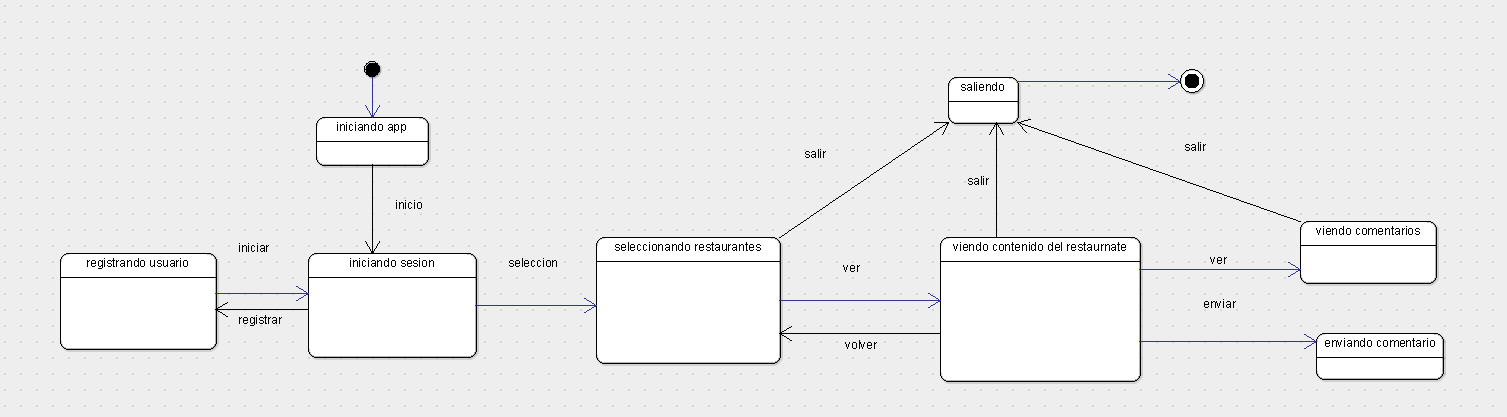 iniciando app
inicio
registrando usuario
iniciar
registrar
iniciando sesion
seleccion
seleccionando restaurantes
ver
volver
viendo contenido del restaurnate
salir
salir
salir
saliendo
ver
enviar
viendo comentarios
enviando comentario